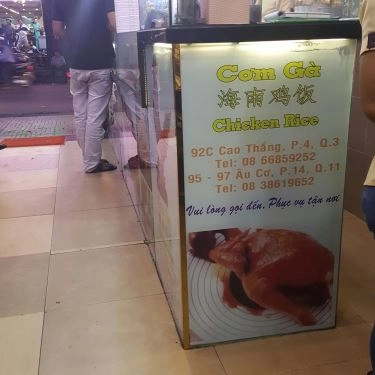 Cơm Gà
海南鸡饭
Chicken Rice
92C Cao Thắng, P.4, Q.3
Tel: 08 66859252
95 - 97 Âu Cơ, P.14, Q.11
Tel: 08 38619652
Vui lòng gọi đến, Phục vụ tận nơi